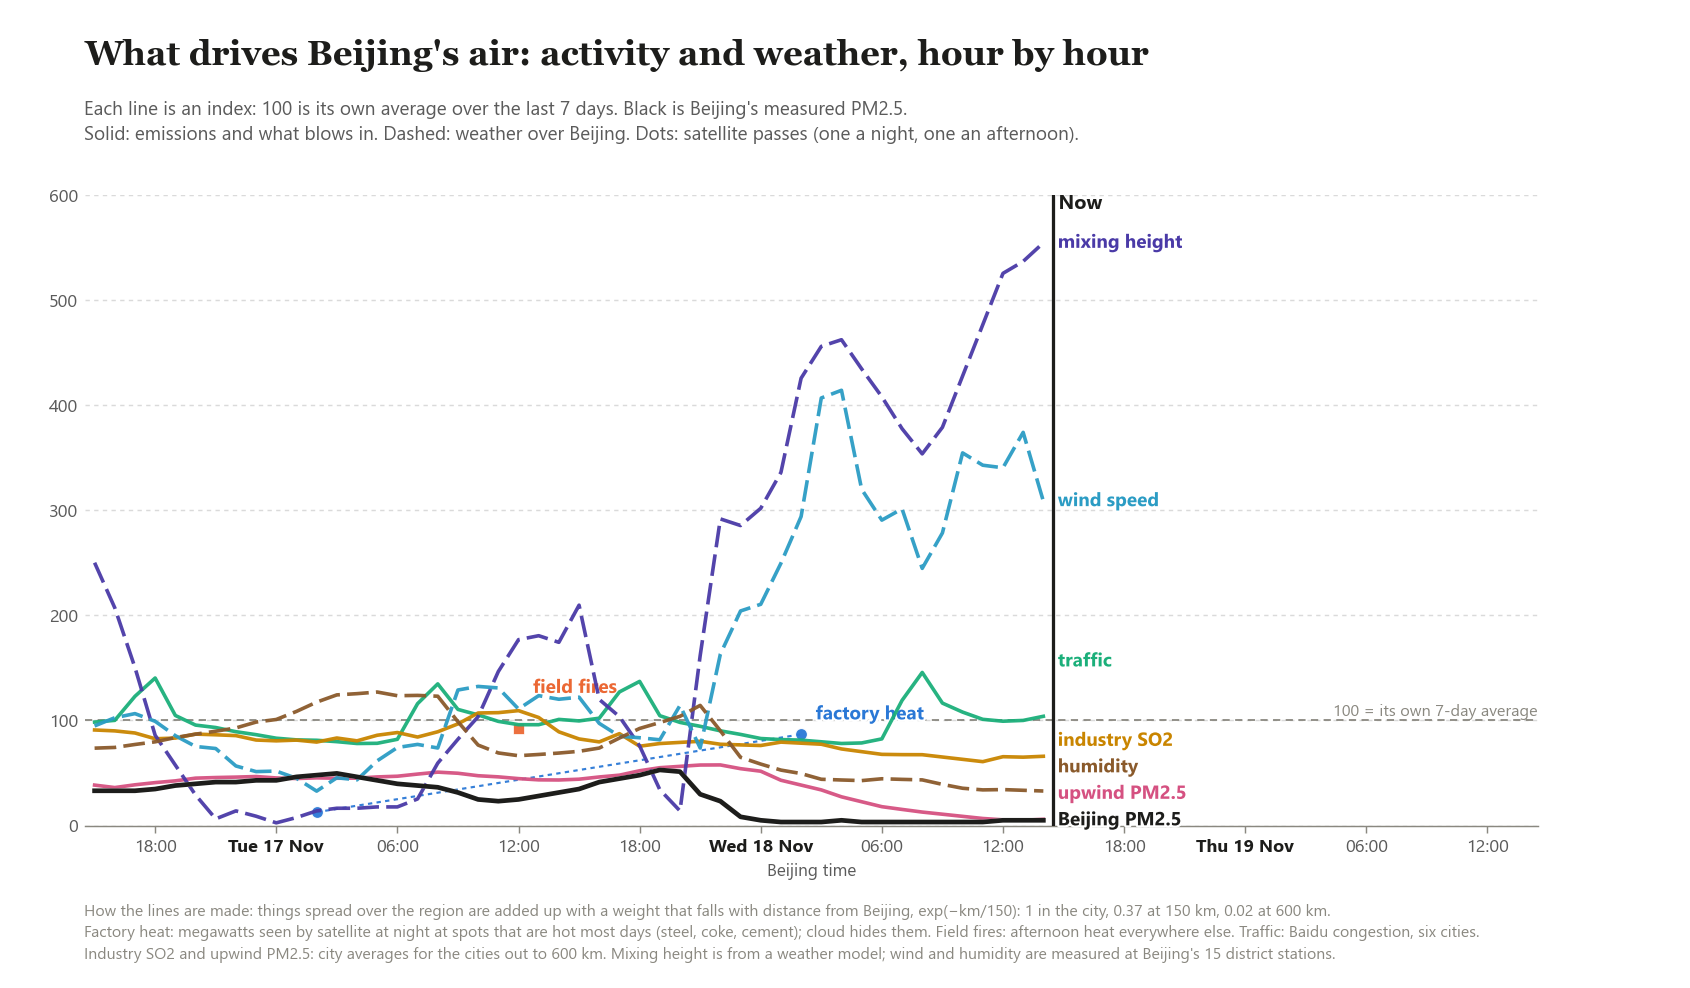 What drives Beijing's air: activity and weather, hour by hour
Each line is an index: 100 is its own average over the last 7 days. Black is Beijing's measured PM2.5.
Solid: emissions and what blows in. Dashed: weather over Beijing. Dots: satellite passes (one a night, one an afternoon).
600
Now
mixing height
500
400
300
wind speed
200
traffic
field fires
factory heat
100 = its own 7-day average
100
industry SO2
humidity
upwind PM2.5
Beijing PM2.5
0
18:00 Tue 17 Nov 06:00 12:00 18:00 Wed 18 Nov 06:00 12:00 18:00 Thu 19 Nov 06:00 12:00
Beijing time
How the lines are made: things spread over the region are added up with a weight that falls with distance from Beijing, exp(−km/150): 1 in the city, 0.37 at 150 km, 0.02 at 600 km.
Factory heat: megawatts seen by satellite at night at spots that are hot most days (steel, coke, cement); cloud hides them. Field fires: afternoon heat everywhere else. Traffic: Baidu congestion, six cities.
Industry SO2 and upwind PM2.5: city averages for the cities out to 600 km. Mixing height is from a weather model; wind and humidity are measured at Beijing's 15 district stations.